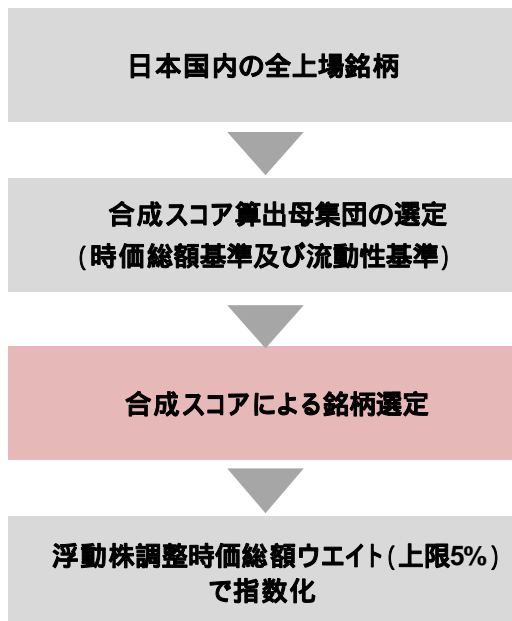 日本国内の全上場銘柄
合成スコア算出母集団の選定
(時価総額基準及び流動性基準)
合成スコアによる銘柄選定
浮動株調整時価総額ウエイト(上限5%)
で指数化